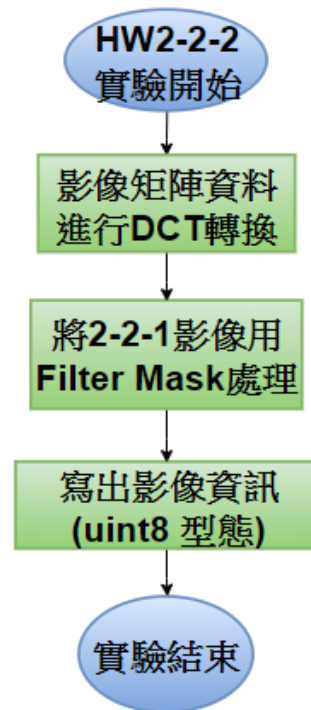 HW2-2-2
實驗開始
影像矩陣資料
進行DCT轉換
將2-2-1影像用
Filter Mask處理
寫出影像資訊
(uint8 型態)
實驗結束